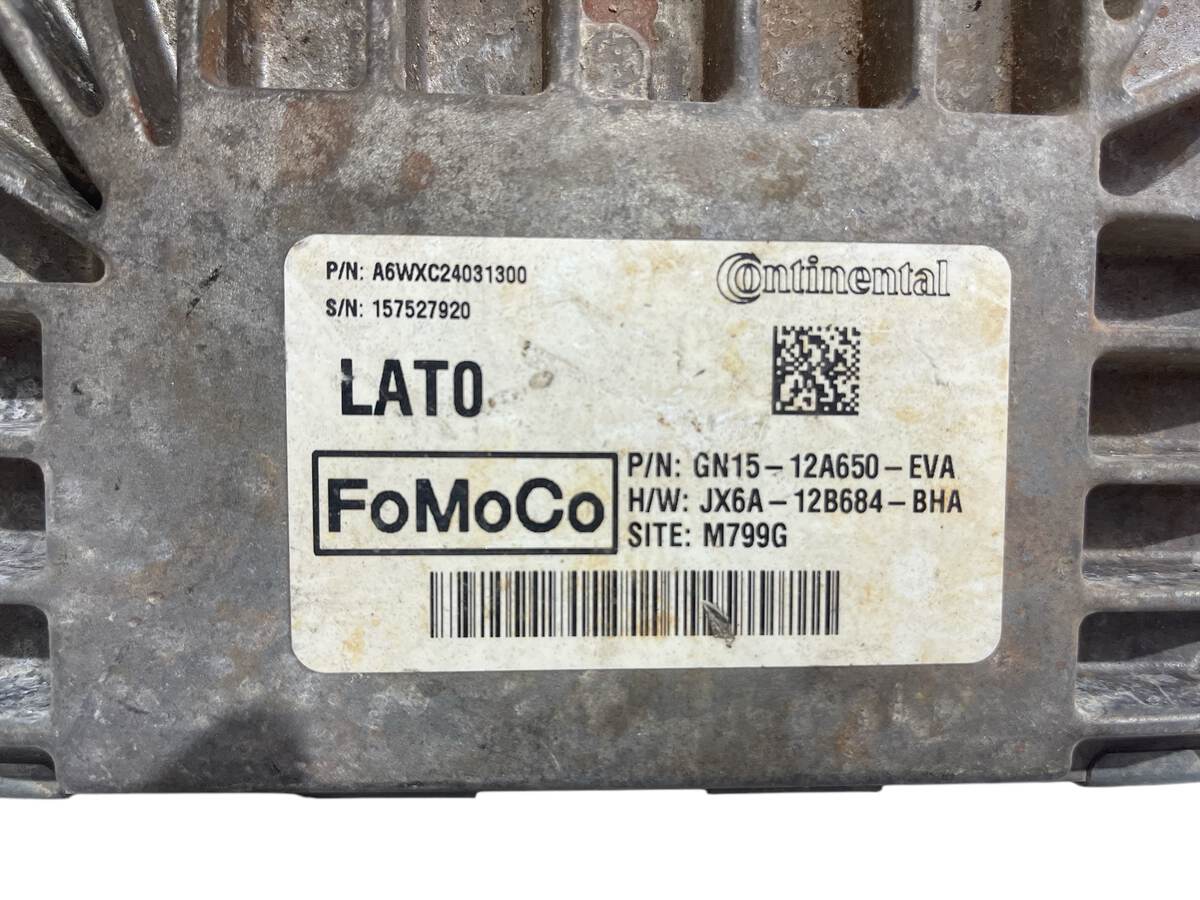 P/N: A6WXC24031300
Continental
S/N: 157527920
LAT0
FoMoCo
P/N: GN15-12A650-EVA
H/W: JX6A-12B684-BHA
SITE: M799G